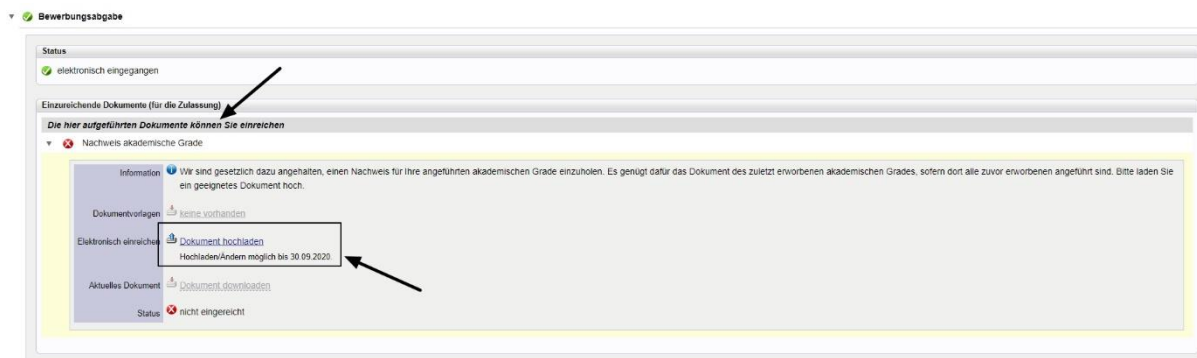 Bewerbungsabgabe
Status
elektronisch eingegangen
Einzureichende Dokumente (für die Zulassung)
Die hier aufgeführten Dokumente können Sie einreichen
Nachweis akademische Grade
Information Wir sind gesetzlich dazu angehalten, einen Nachweis für Ihre angeführten akademischen Grade einzuholen. Es genügt dafür das Dokument des zuletzt erworbenen akademischen Grades, sofern dort alle zuvor erworbenen angeführt sind. Bitte laden Sie
ein geeignetes Dokument hoch.
Dokumentvorlagen keine vorhanden
Elektronisch einreichen Dokument hochladen
Hochladen/Ändern möglich bis 30.09.2020.
Aktuelles Dokument Dokument downloaden
Status nicht eingereicht